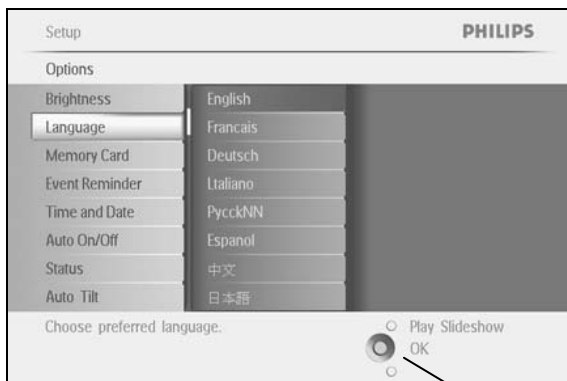 Setup
PHILIPS
Options
Brightness
English
Language
Francais
Memory Card
Deutsch
Event Reminder
Ltaliano
Time and Date
PycckNN
Auto On/Off
Espanol
Status
中文
Auto Tilt
日本語
Choose preferred language.
Play Slideshow
OK